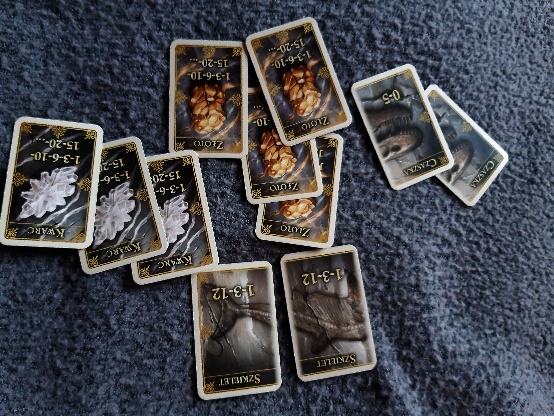 1-3-6-10-
15-20-...
ZŁOTO
1-3-6-10-
15-20-...
ZŁOTO
ZŁOTO
ZŁOTO
0-5
CZASZKA
CZASZKA
1-3-6-10-
15-20-...
KWARC
1-3-6
15-20
KWARC
1-3-6
15-20
KWARC
1-3-12
SZKIELET
1-3-12
SZKIELET